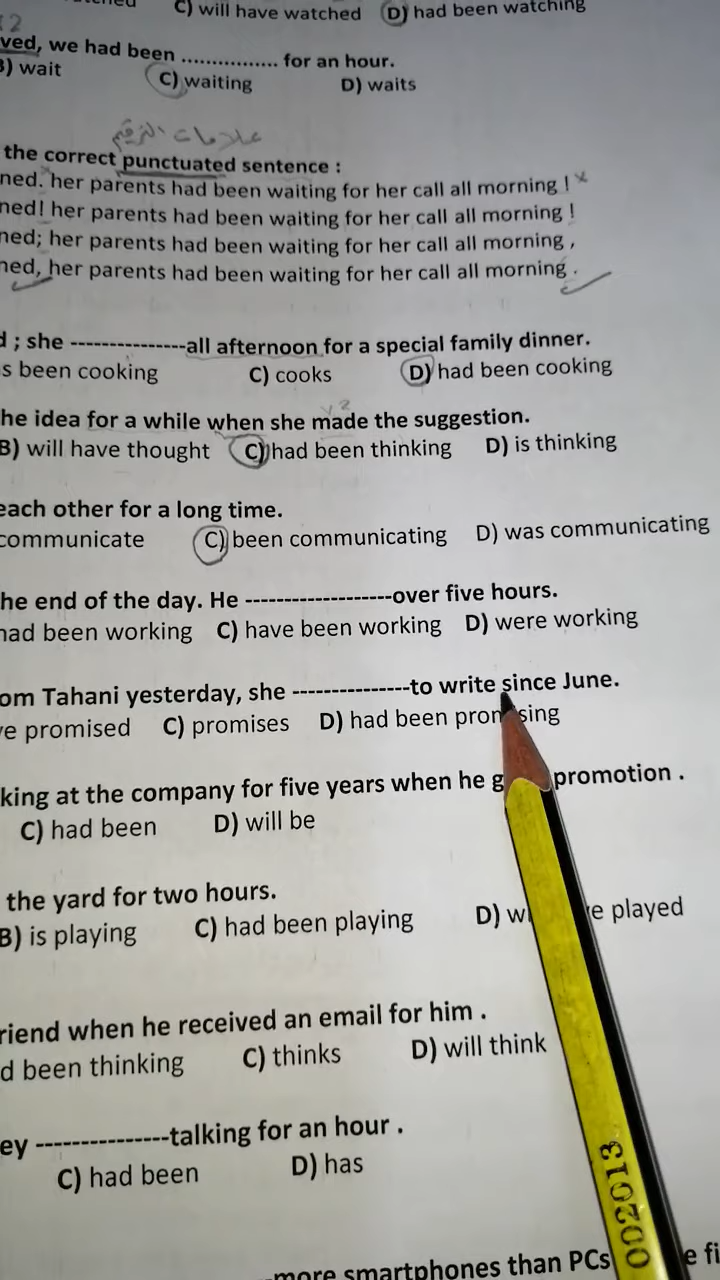 C) will have watched D) had been watching
ved, we had been ................ for an hour.
B) wait C) waiting D) waits
علامات الترقيم
the correct punctuated sentence :
ned. her parents had been waiting for her call all morning !
ned! her parents had been waiting for her call all morning !
ned; her parents had been waiting for her call all morning ,
ned, her parents had been waiting for her call all morning .
d ; she ---------------all afternoon for a special family dinner.
s been cooking C) cooks D) had been cooking
he idea for a while when she made the suggestion.
B) will have thought C) had been thinking D) is thinking
each other for a long time.
communicate C) been communicating D) was communicating
he end of the day. He -------------------over five hours.
had been working C) have been working D) were working
om Tahani yesterday, she ---------------to write since June.
ve promised C) promises D) had been promising
king at the company for five years when he g promotion .
C) had been D) will be
the yard for two hours.
B) is playing C) had been playing D) w ve played
riend when he received an email for him .
d been thinking C) thinks D) will think
ey ---------------talking for an hour .
C) had been D) has
more smartphones than PCs e fi
002013